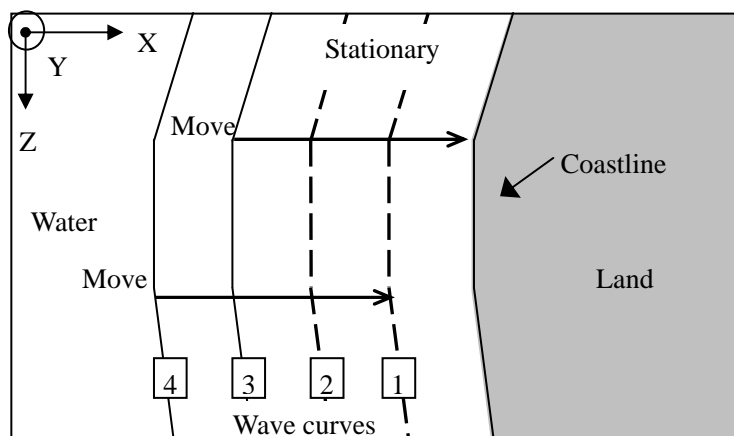 X
Y
Z
Stationary
Move
Coastline
Water
Move
Land
4
3
2
1
Wave curves